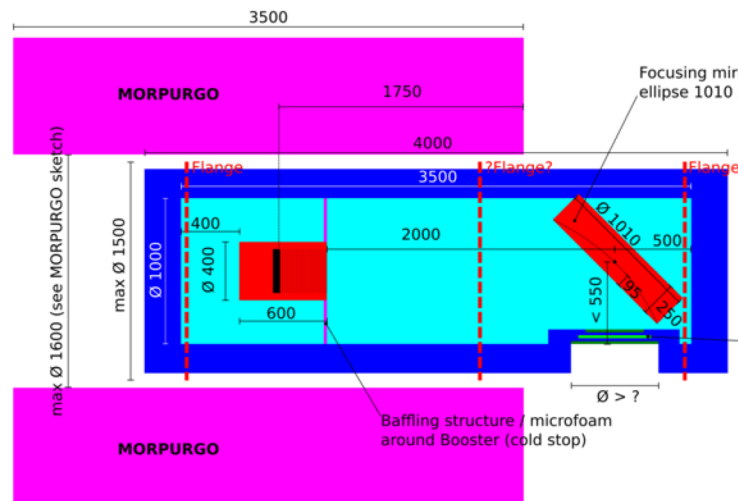 3500
MORPURGO
Focusing mir
ellipse 1010
1750
4000
Flange
?Flange?
Flange
3500
max Ø 1600 (see MORPURGO sketch)
max Ø 1500
Ø 1000
400
Ø 400
600
2000
Ø 1010
500
195
250
< 550
Ø > ?
Baffling structure / microfoam
around Booster (cold stop)
MORPURGO